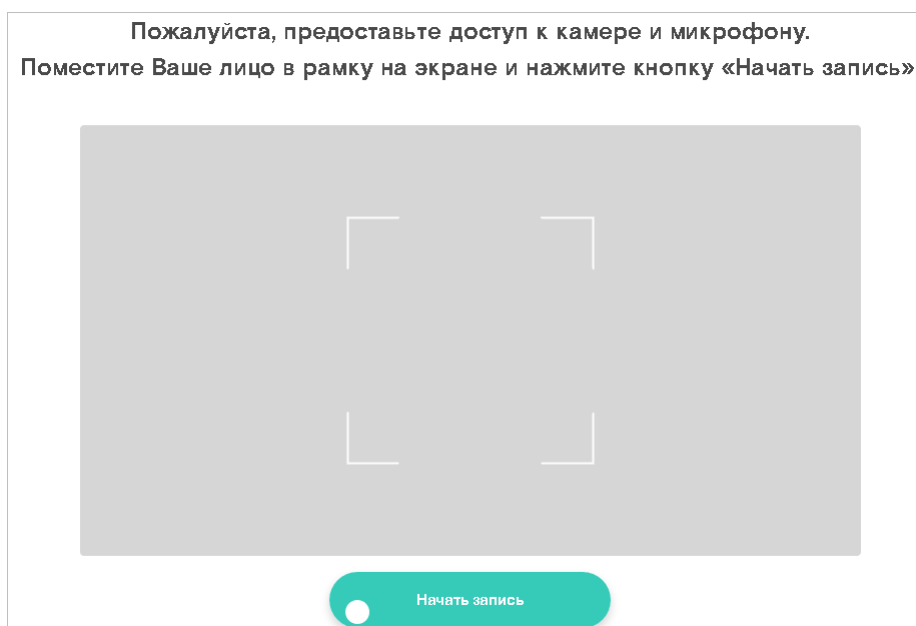 Пожалуйста, предоставьте доступ к камере и микрофону.
Поместите Ваше лицо в рамку на экране и нажмите кнопку «Начать запись»
Начать запись